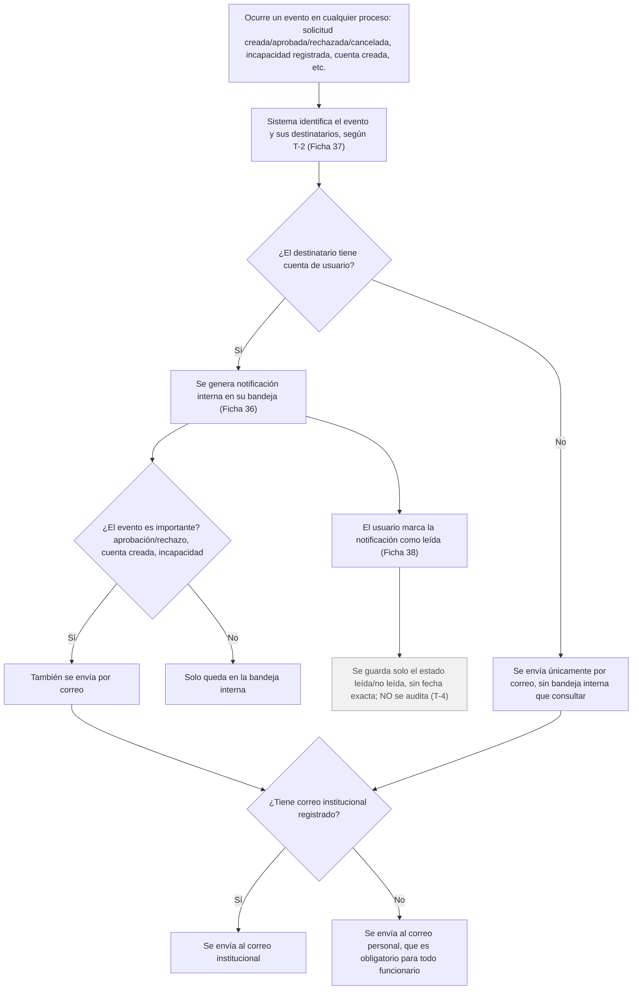 Ocurre un evento en cualquier proceso:
solicitud
creada/aprobada/rechazada/cancelada,
incapacidad registrada, cuenta creada,
etc.
Sistema identifica el evento
y sus destinatarios, según
T-2 (Ficha 37)
¿El destinatario tiene
cuenta de usuario?
Sí
Se genera notificación
interna en su bandeja
(Ficha 36)
No
¿El evento es importante?
aprobación/rechazo,
cuenta creada, incapacidad
El usuario marca la
notificación como leída
(Ficha 38)
Sí
No
También se envía por
correo
Solo queda en la bandeja
interna
Se guarda solo el estado
leída/no leída, sin fecha
exacta; NO se audita (T-4)
Se envía únicamente por
correo, sin bandeja interna
que consultar
¿Tiene correo institucional
registrado?
Sí
No
Se envía al correo
institucional
Se envía al correo
personal, que es
obligatorio para todo
funcionario